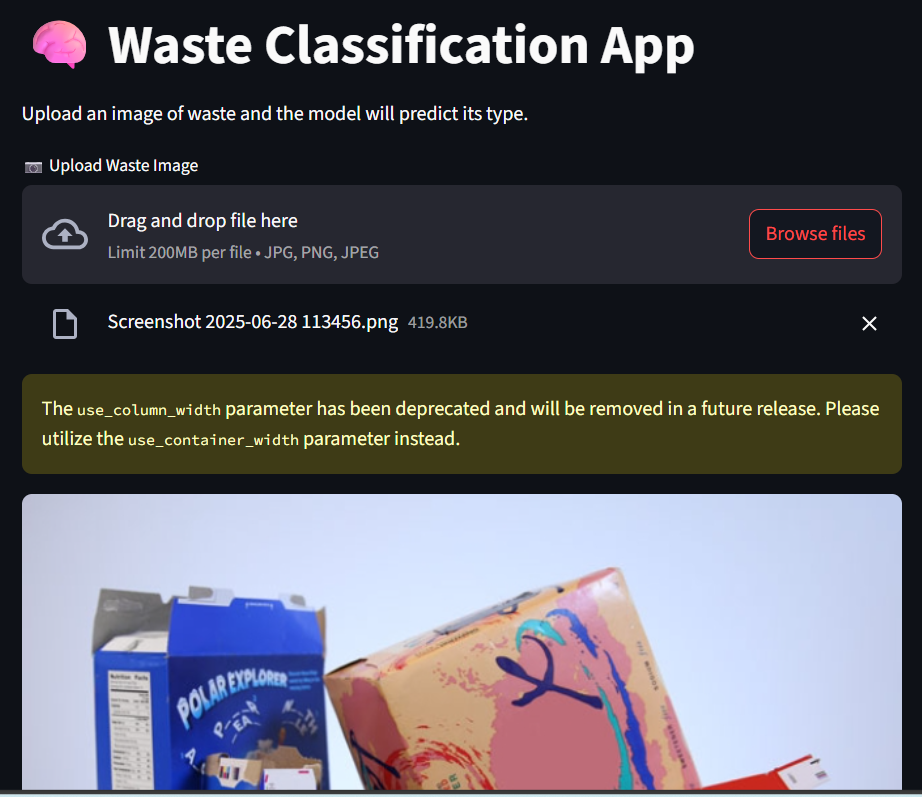 Waste Classification App
Upload an image of waste and the model will predict its type.
Upload Waste Image
Drag and drop file here
Limit 200MB per file • JPG, PNG, JPEG
Browse files
Screenshot 2025-06-28 113456.png 419.8KB
The use_column_width parameter has been deprecated and will be removed in a future release. Please
utilize the use_container_width parameter instead.
Nutrition Facts
POLAR EXPLORER